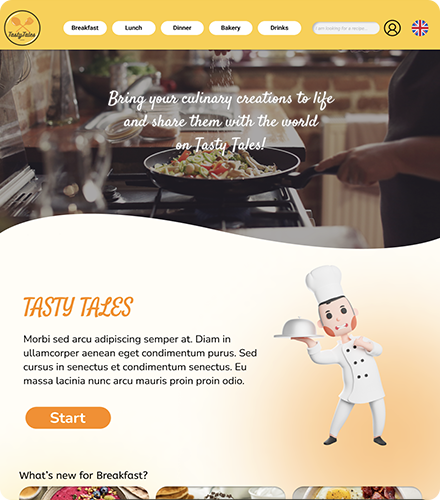 TastyTales
Breakfast
Lunch
Dinner
Bakery
Drinks
I am looking for a recipe...
Bring your culinary creations to life
and share them with the world
on Tasty Tales!
TASTY TALES
Morbi sed arcu adipiscing semper at. Diam in
ullamcorper aenean eget condimentum purus. Sed
cursus in senectus et condimentum senectus. Eu
massa lacinia nunc arcu mauris proin proin odio.
Start
What's new for Breakfast?